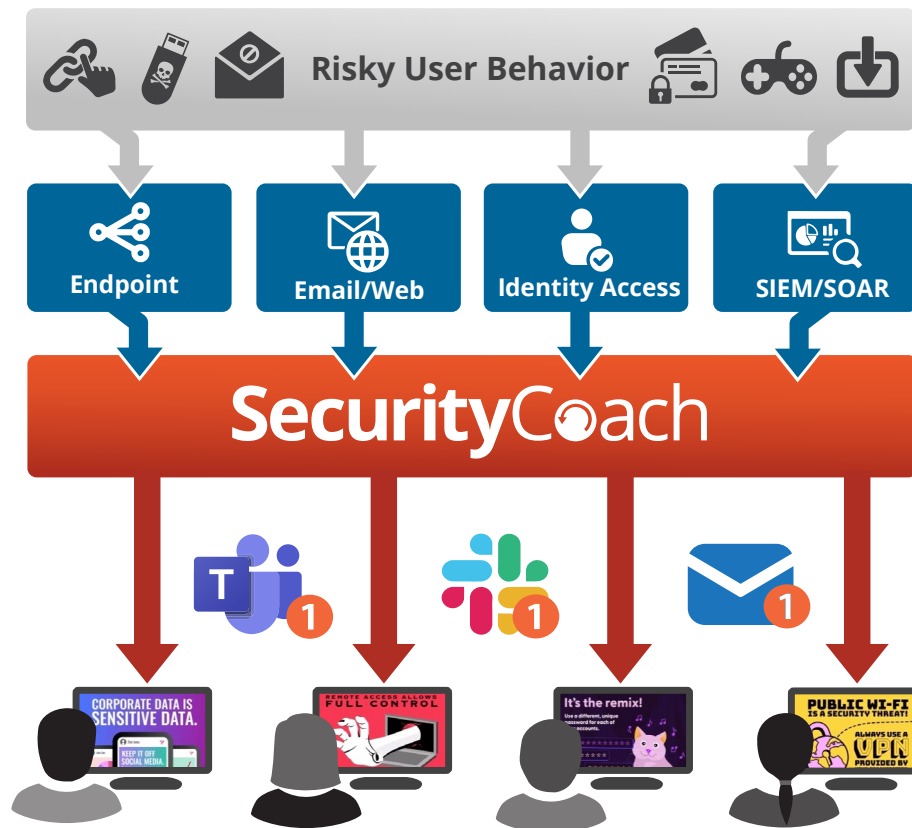 Risky User Behavior
Endpoint
Email/Web
Identity Access
SIEM/SOAR
SecurityCoach
T
1
1
1
CORPORATE DATA IS
SENSITIVE DATA.
KEEP IT OFF
SOCIAL MEDIA.
REMOTE ACCESS ALLOWS
FULL CONTROL
It's the remix!
Use a different, unique
password for each of
accounts.
PUBLIC WI-FI
IS A SECURITY THREAT!
ALWAYS USE A
VPN
PROVIDED BY